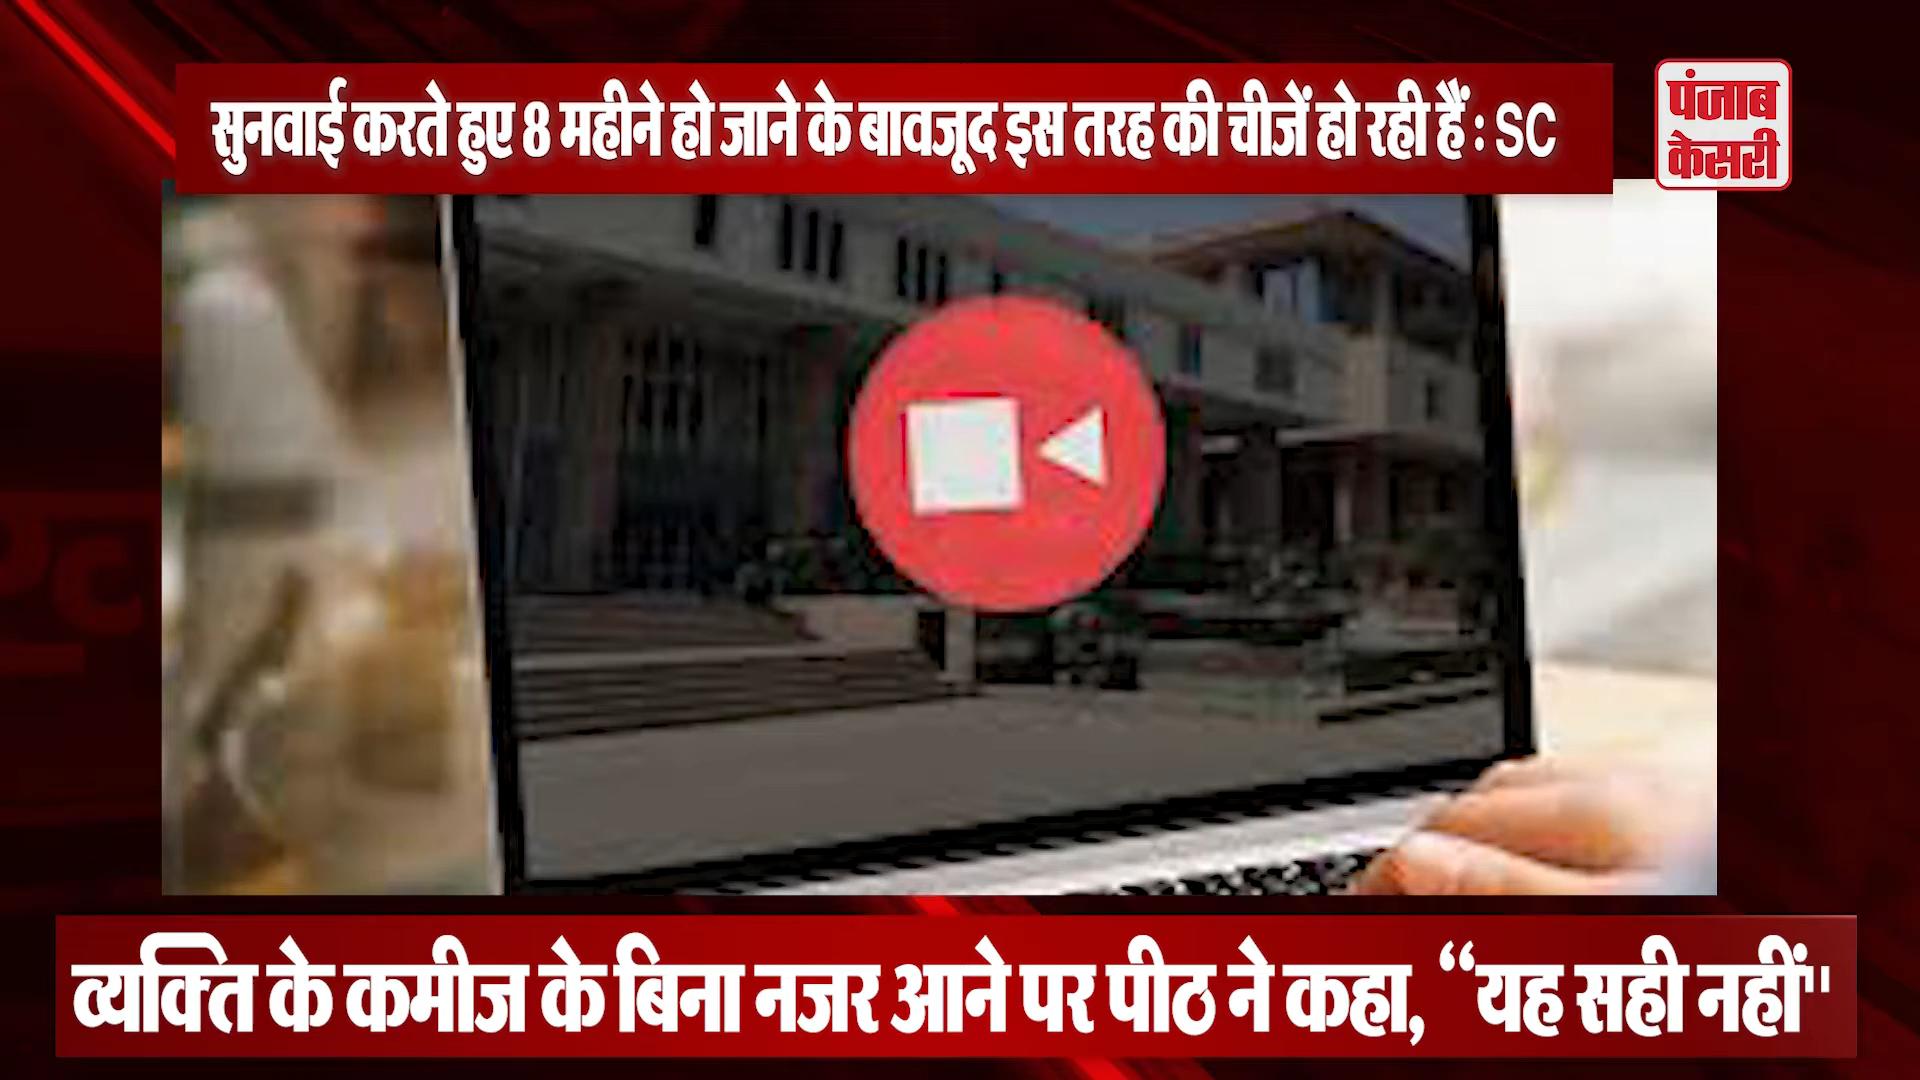 सुनवाई करते हुए 8 महीने हो जाने के बावजूद इस तरह की चीजें हो रही हैं : SC
पंजाब
केसरी
व्यक्ति के कमीज के बिना नजर आने पर पीठ ने कहा, “यह सही नहीं"